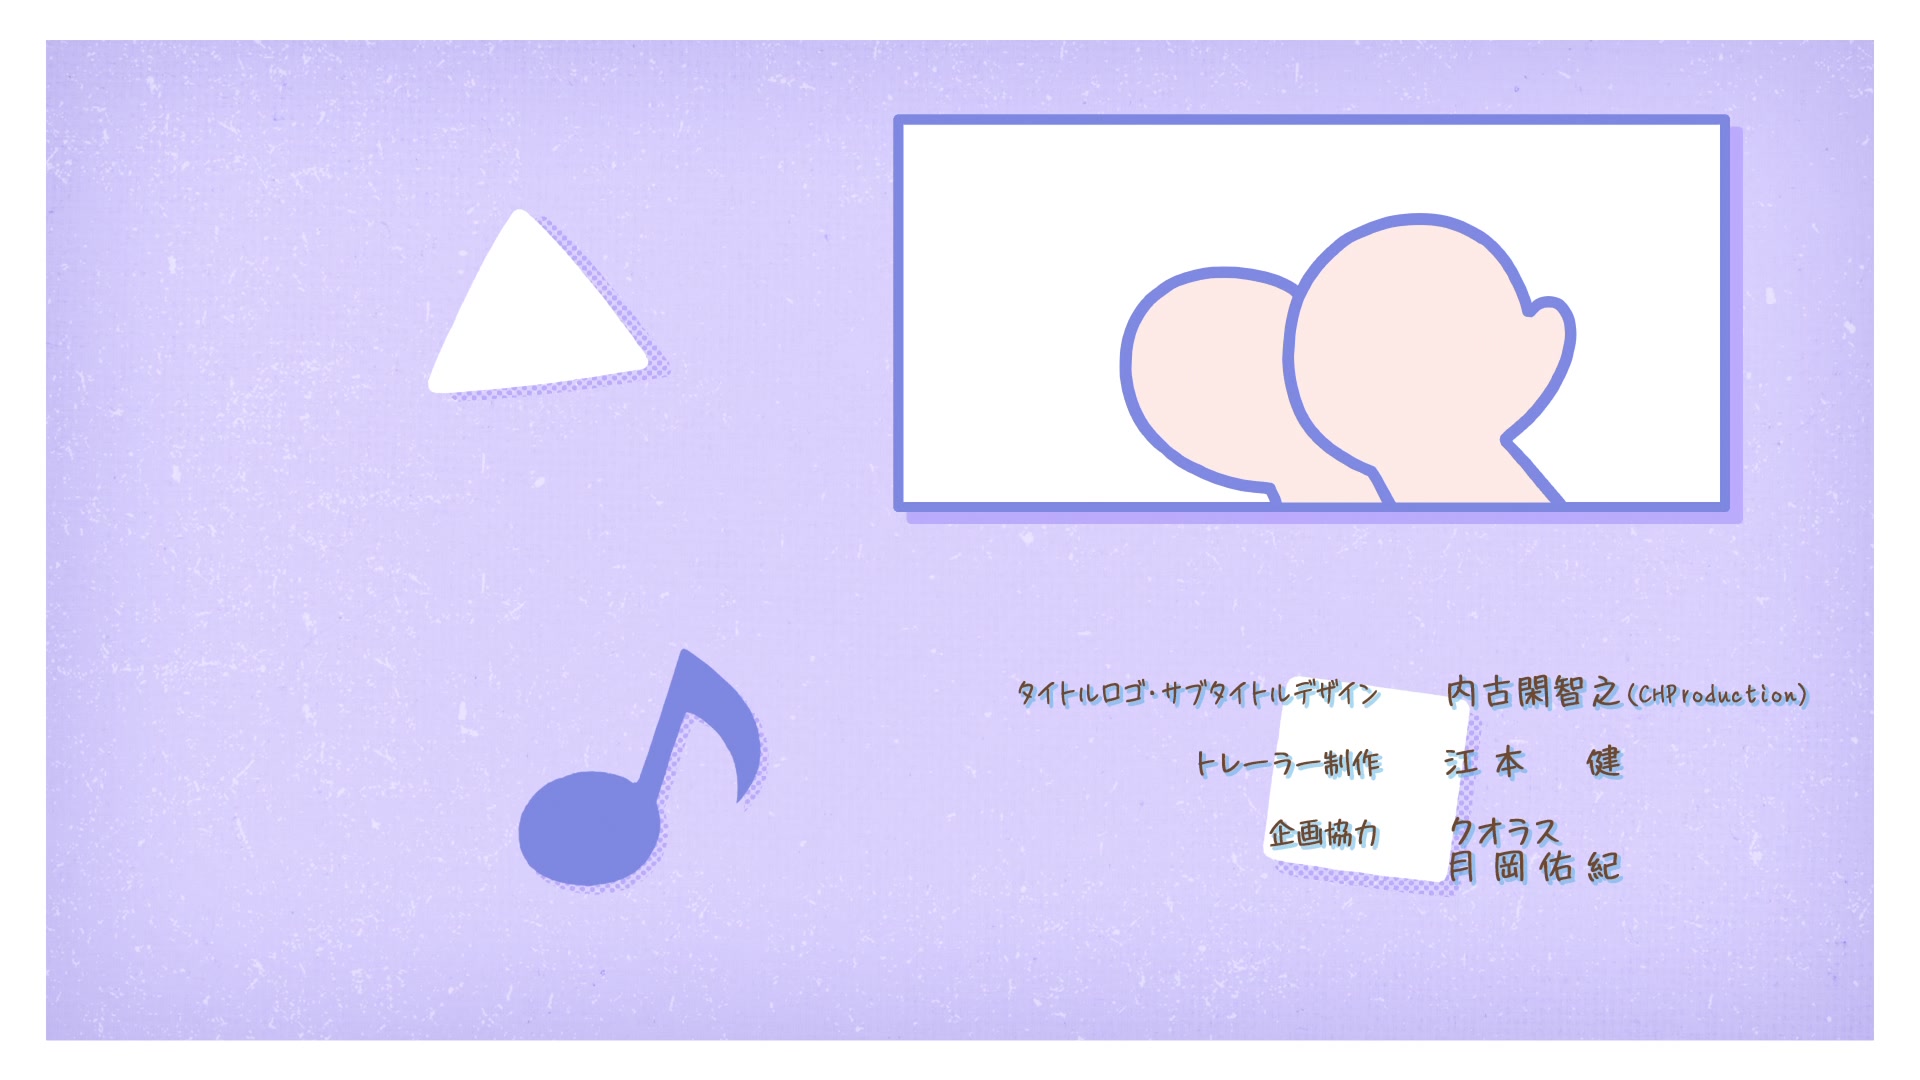 タイトルロゴ・サブタイトルデザイン 内古閑智之(CHProduction)
トレーラー制作 江本 健
企画協力 クオラス
月岡佑紀